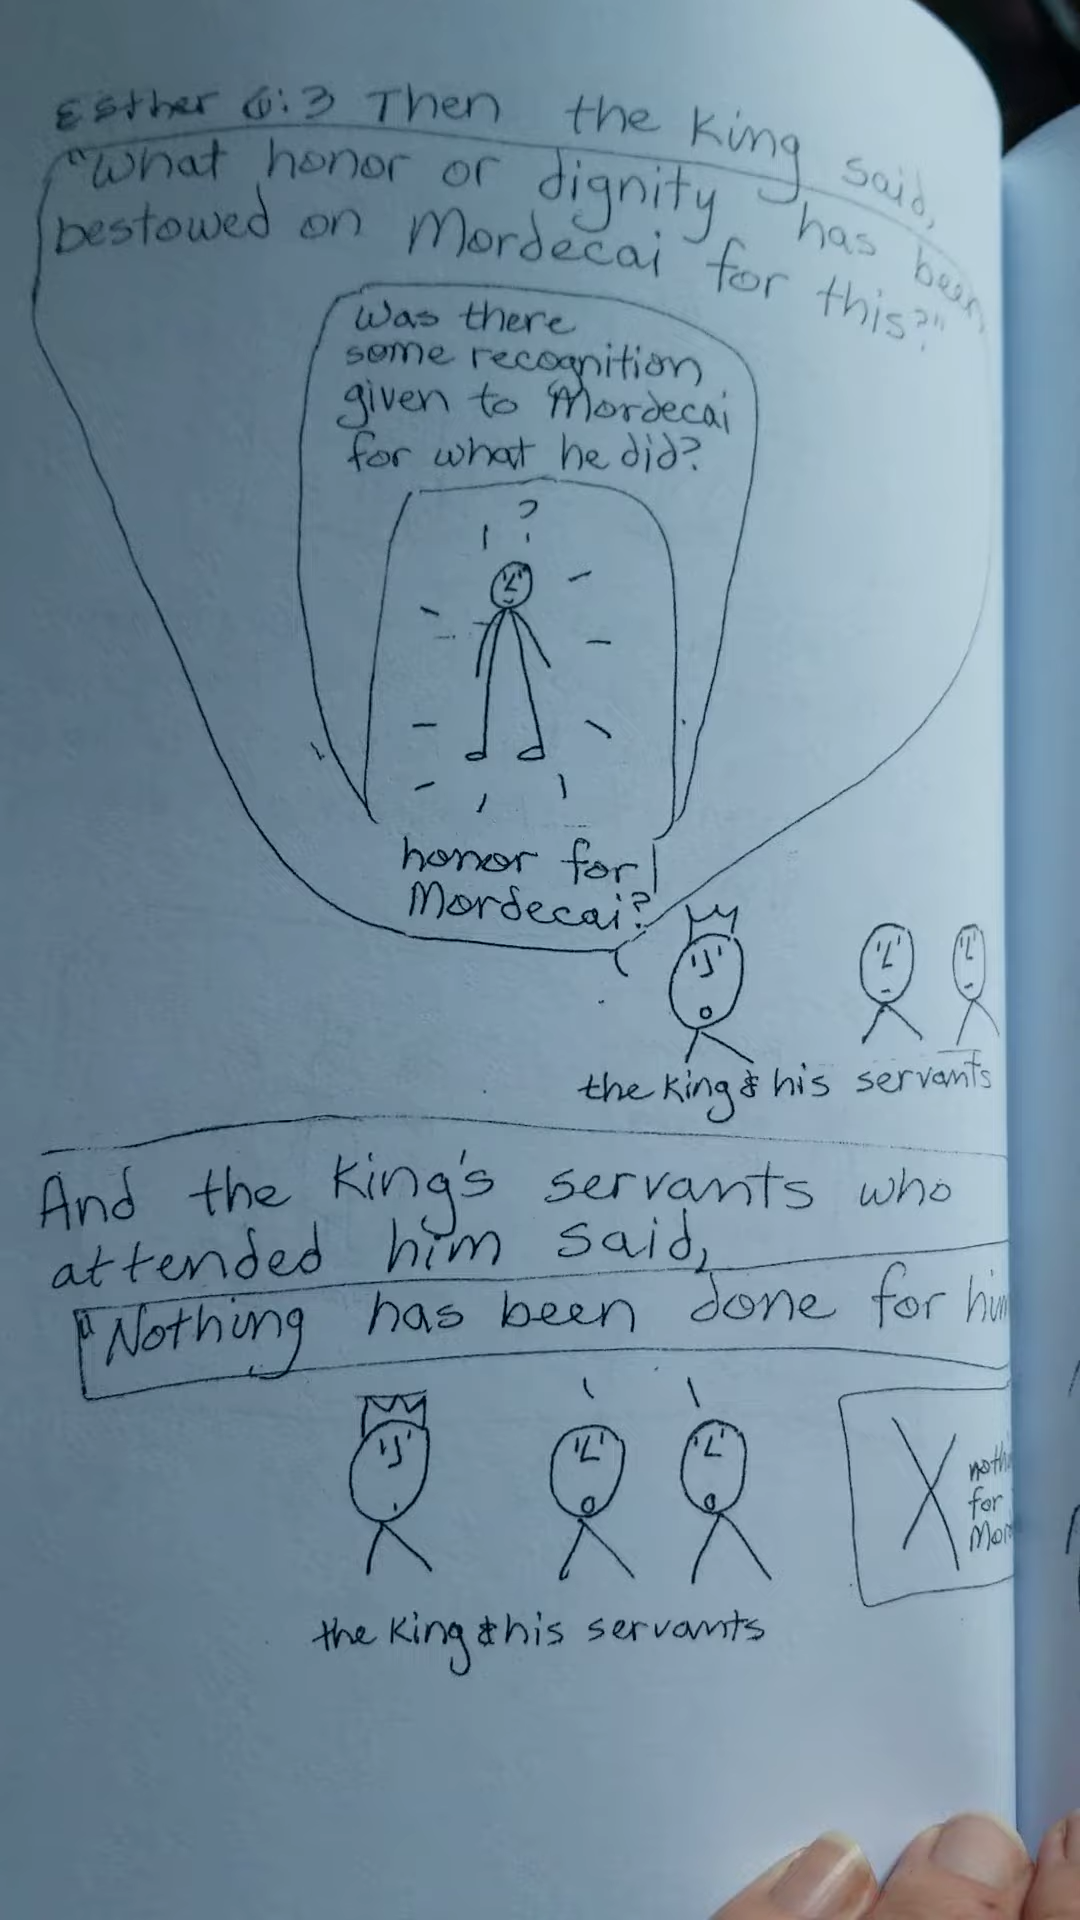 Esther 6:3 Then the King said,
"What honor or dignity has been
bestowed on Mordecai for this?"
Was there
some recognition
given to Mordecai
for what he did?
?
honor for
Mordecai?
the King & his servants
And the King's servants who
attended him said,
"Nothing has been done for him
the King & his servants
X
for